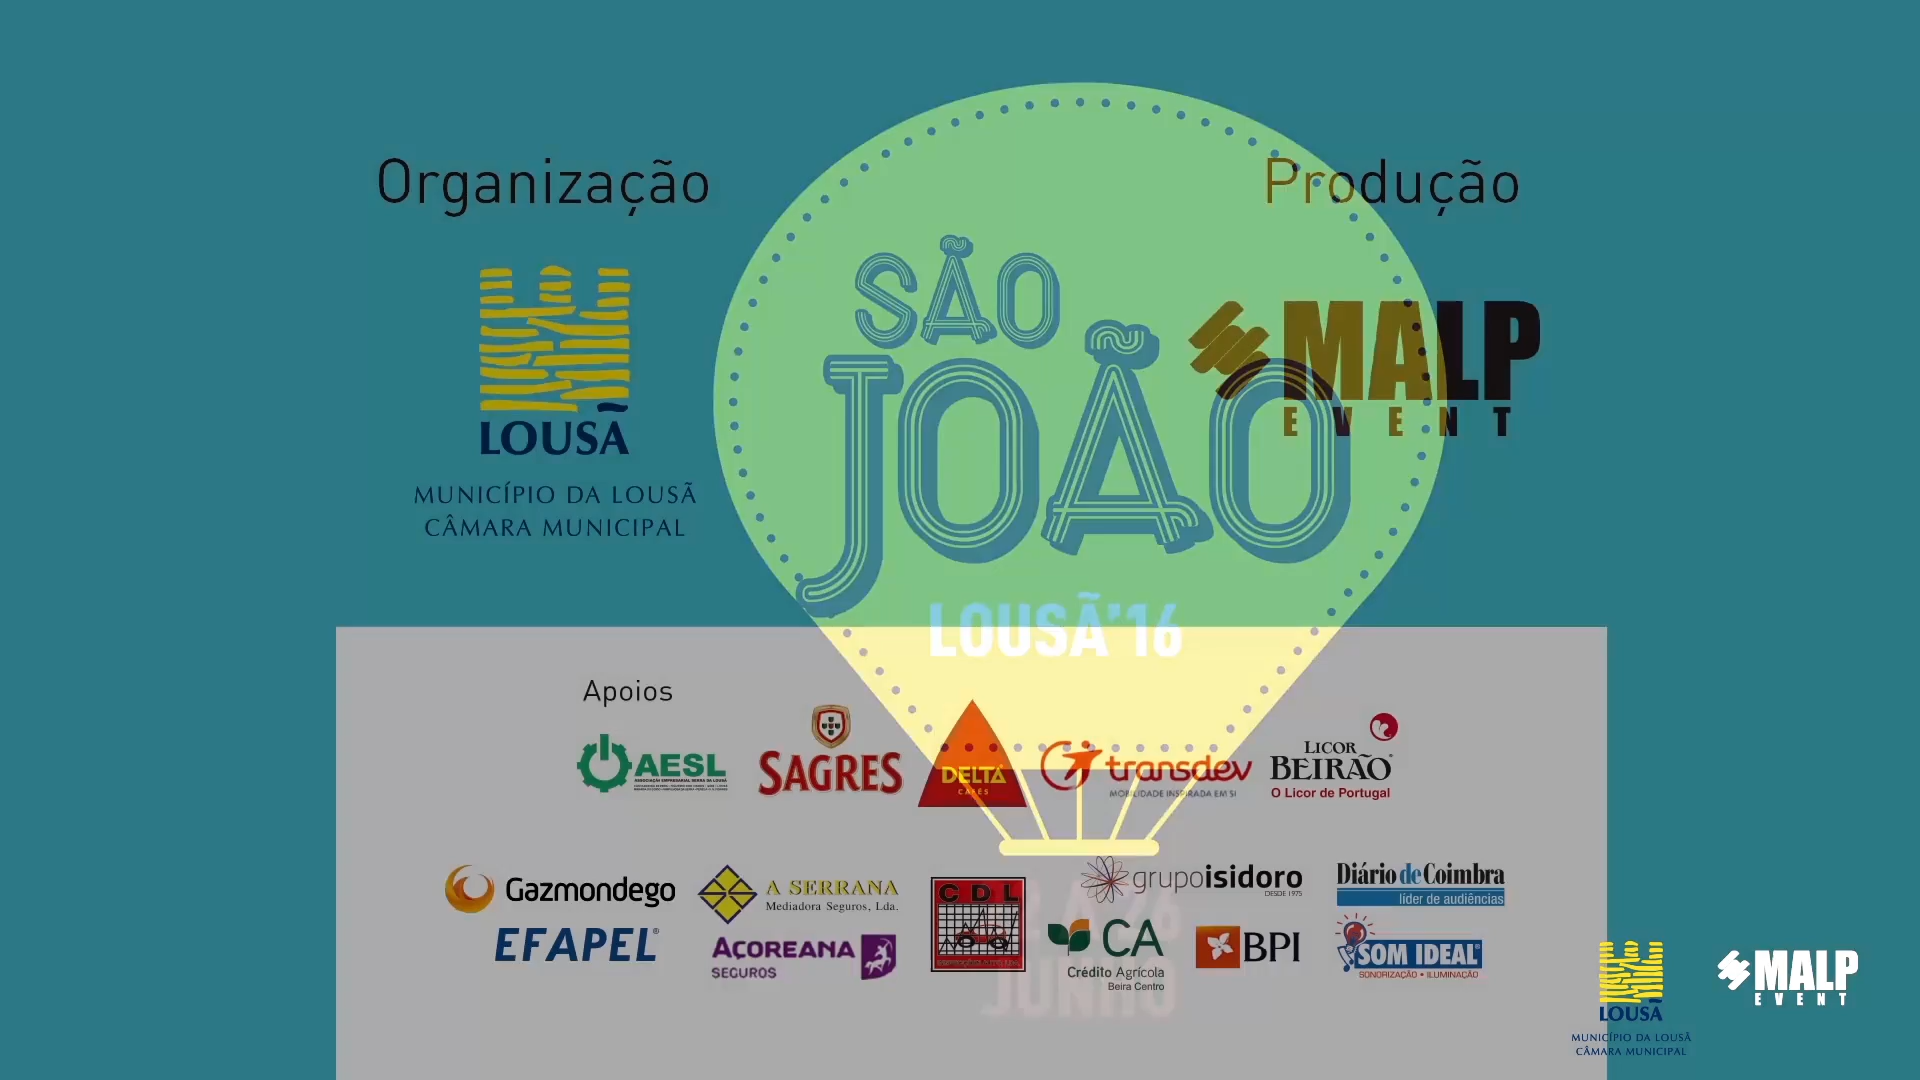 Organização
Produção
SÃO
JOÃO
LOUSÃ'16
LOUSÃ
MUNICÍPIO DA LOUSÃ
CÂMARA MUNICIPAL
MALP
EVENT
Apoios
AESL
SAGRES
DELTA
CAFÉS
transdev
MOBILIDADE INSPIRADA EM SI
LICOR
BEIRÃO
O Licor de Portugal
Gazmondego
A SERRANA
Mediadora Seguros, Lda.
CDL
grupoisidoro
DESDE 1975
Diário de Coimbra
líder de audiências
EFAPEL®
AÇOREANA
SEGUROS
CA
Crédito Agrícola
Beira Centro
BPI
SOM IDEAL®
SONORIZAÇÃO • ILUMINAÇÃO
26
JUNHO
LOUSÃ
MUNICÍPIO DA LOUSÃ
CÂMARA MUNICIPAL
MALP
EVENT